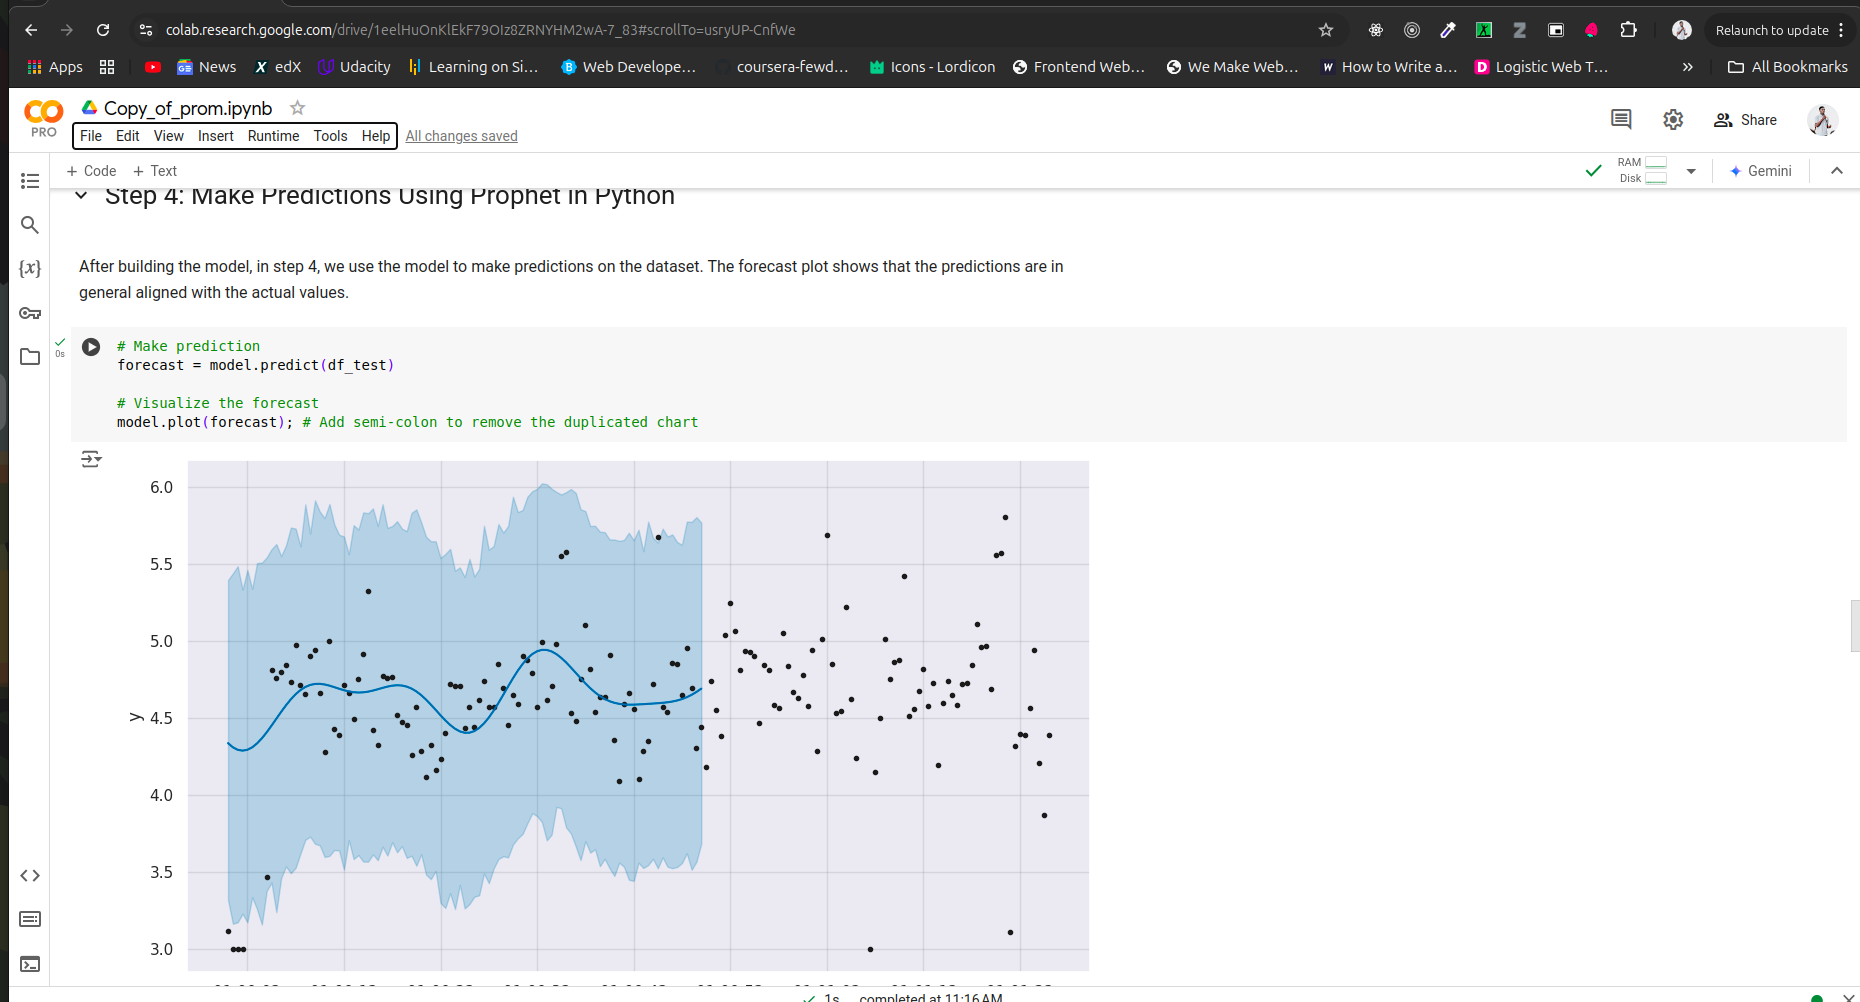 colab.research.google.com/drive/1eelHuOnKlEkF79OIz8ZRNYHM2wA-7_83#scrollTo=usryUP-CnfWe
Relaunch to update
Apps
News
edX
Udacity
Learning on Si...
Web Develope...
coursera-fewd...
Icons - Lordicon
Frontend Web...
We Make Web...
How to Write a...
Logistic Web T...
All Bookmarks
PRO
Copy_of_prom.ipynb
File Edit View Insert Runtime Tools Help All changes saved
Share
+ Code + Text
RAM
Disk
Gemini
Step 4: Make Predictions Using Prophet in Python
After building the model, in step 4, we use the model to make predictions on the dataset. The forecast plot shows that the predictions are in
general aligned with the actual values.
0s
# Make prediction
forecast = model.predict(df_test)
# Visualize the forecast
model.plot(forecast); # Add semi-colon to remove the duplicated chart
6.0
5.5
5.0
y
4.5
4.0
3.5
3.0
1s completed at 11:16 AM